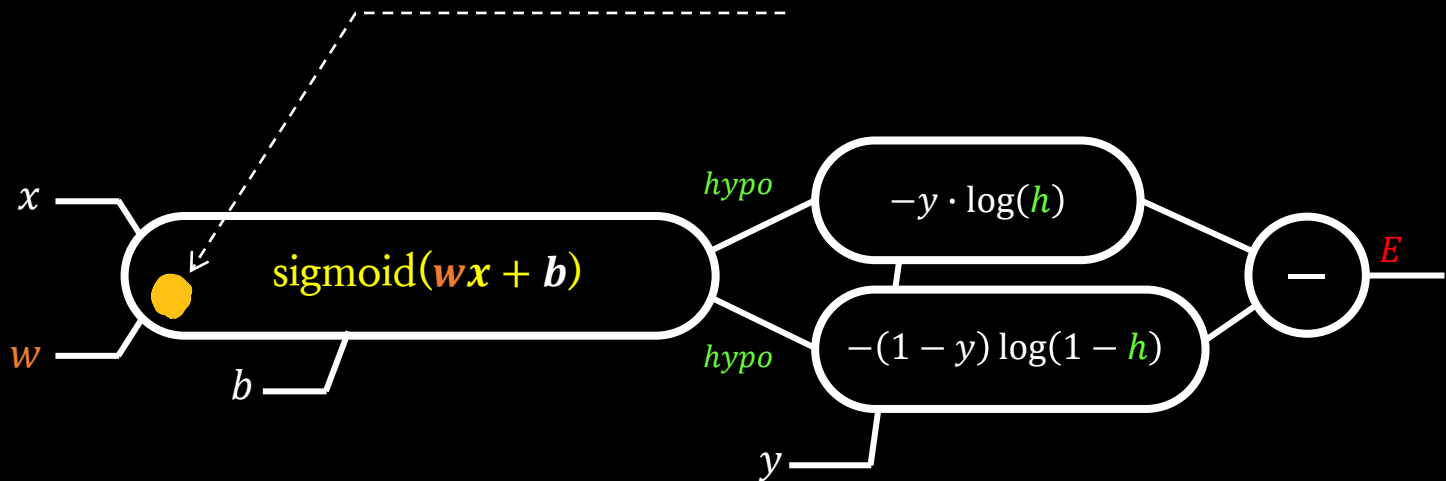 x
w
b
sigmoid(wx + b)
hypo
hypo
−y · log(h)
−(1 − y) log(1 − h)
y
−
E